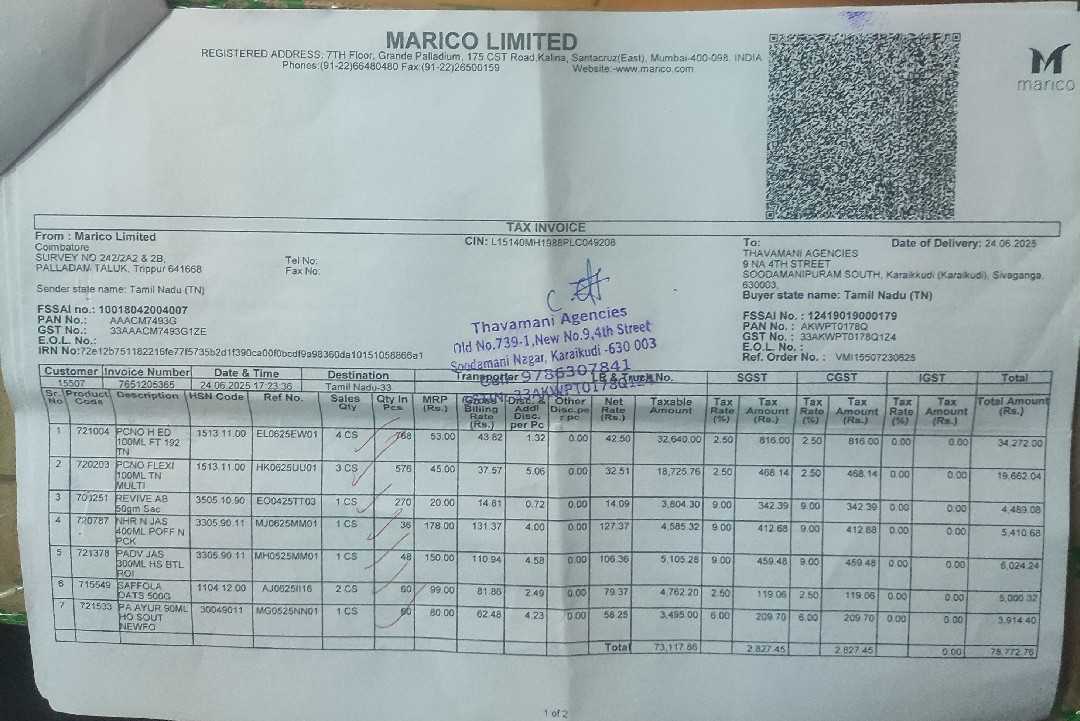 MARICO LIMITED
REGISTERED ADDRESS: 7TH Floor, Grande Palladium, 175 CST Road,Kalina, Santacruz(East), Mumbai-400-098. INDIA
Phones:(91-22)66480480 Fax:(91-22)26500159 Website:-www.marico.com
marico
TAX INVOICE
From : Marico Limited
Coimbatore
SURVEY NO 242/2A2 & 2B,
PALLADAM TALUK, Trippur 641668
Tel No:
Fax No:
Sender state name: Tamil Nadu (TN)
FSSAI no.: 10018042004007
PAN No.: AAACM7493G
GST No.: 33AAACM7493G1ZE
E.O.L No.:
IRN No:72e12b751182216fe77f5735b2d1f390ca00f0bcdf9a98360da10151058866a1
CIN: L15140MH1988PLC049208
Thavamani Agencies
Old No.739-1,New No.9,4th Street
Soodamani Nagar, Karaikudi -630 003
9786307841
33AKWPT0178Q1Z4
To: Date of Delivery: 24.06.2025
THAVAMANI AGENCIES
9 NA 4TH STREET
SOODAMANIPURAM SOUTH, Karaikkudi (Karaikudi), Sivaganga,
630003,
Buyer state name: Tamil Nadu (TN)
FSSAI No. : 12419019000179
PAN No. : AKWPT0178Q
GST No. : 33AKWPT0178Q1Z4
E.O.L. No. :
Ref. Order No. : VMI15507230625
Customer Invoice Number Date & Time Destination Transporter LR & Truck No. SGST CGST IGST Total
15507 7651205365 24.06.2025 17:23:36 Tamil Nadu-33
Sr. No Product Code Description HSN Code Ref No. Sales Qty Qty In Pcs MRP (Rs.) Gross Billing Rate (Rs.) Disc. & Addl Disc. per Pc Other Disc.pe r pc Net Rate (Rs.) Taxable Amount Tax Rate (%) Tax Amount (Rs.) Tax Rate (%) Tax Amount (Rs.) Tax Rate (%) Tax Amount (Rs.) Total Amount (Rs.)
1 721004 PCNO H ED 100ML FT 192 TN 1513.11.00 EL0625EW01 4 CS 768 53.00 43.82 1.32 0.00 42.50 32,640.00 2.50 816.00 2.50 816.00 0.00 0.00 34,272.00
2 720203 PCNO FLEXI 100ML TN MULTI 1513.11.00 HK0625UU01 3 CS 576 45.00 37.57 5.06 0.00 32.51 18,725.76 2.50 468.14 2.50 468.14 0.00 0.00 19,662.04
3 700251 REVIVE AB 50gm Sac 3505.10.90 EO0425TT03 1 CS 270 20.00 14.81 0.72 0.00 14.09 3,804.30 9.00 342.39 9.00 342.39 0.00 0.00 4,489.08
4 720787 NHR N JAS 400ML POFF N PCK 3305.90.11 MJ0625MM01 1 CS 36 178.00 131.37 4.00 0.00 127.37 4,585.32 9.00 412.68 9.00 412.68 0.00 0.00 5,410.68
5 721378 PADV JAS 300ML HS BTL ROI 3305.90.11 MH0525MM01 1 CS 48 150.00 110.94 4.58 0.00 106.36 5,105.28 9.00 459.48 9.00 459.48 0.00 0.00 6,024.24
6 715549 SAFFOLA OATS 500G 1104.12.00 AJ0625I116 2 CS 60 99.00 81.86 2.49 0.00 79.37 4,762.20 2.50 119.06 2.50 119.06 0.00 0.00 5,000.32
7 721533 PA AYUR 90ML HO SOUT NEWFO 30049011 MG0525NN01 1 CS 60 80.00 62.48 4.23 0.00 58.25 3,495.00 6.00 209.70 6.00 209.70 0.00 0.00 3,914.40
Total 73,117.86 2,827.45 2,827.45 0.00 78,772.76
1 of 2